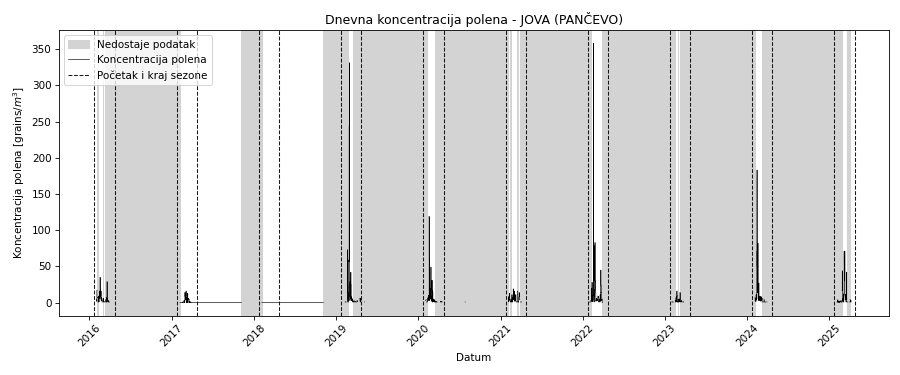 Dnevna koncentracija polena - JOVA (PANČEVO)
Nedostaje podatak
Koncentracija polena
Početak i kraj sezone
Koncentracija polena [grains/m³]
350
300
250
200
150
100
50
0
2016 2017 2018 2019 2020 2021 2022 2023 2024 2025
Datum